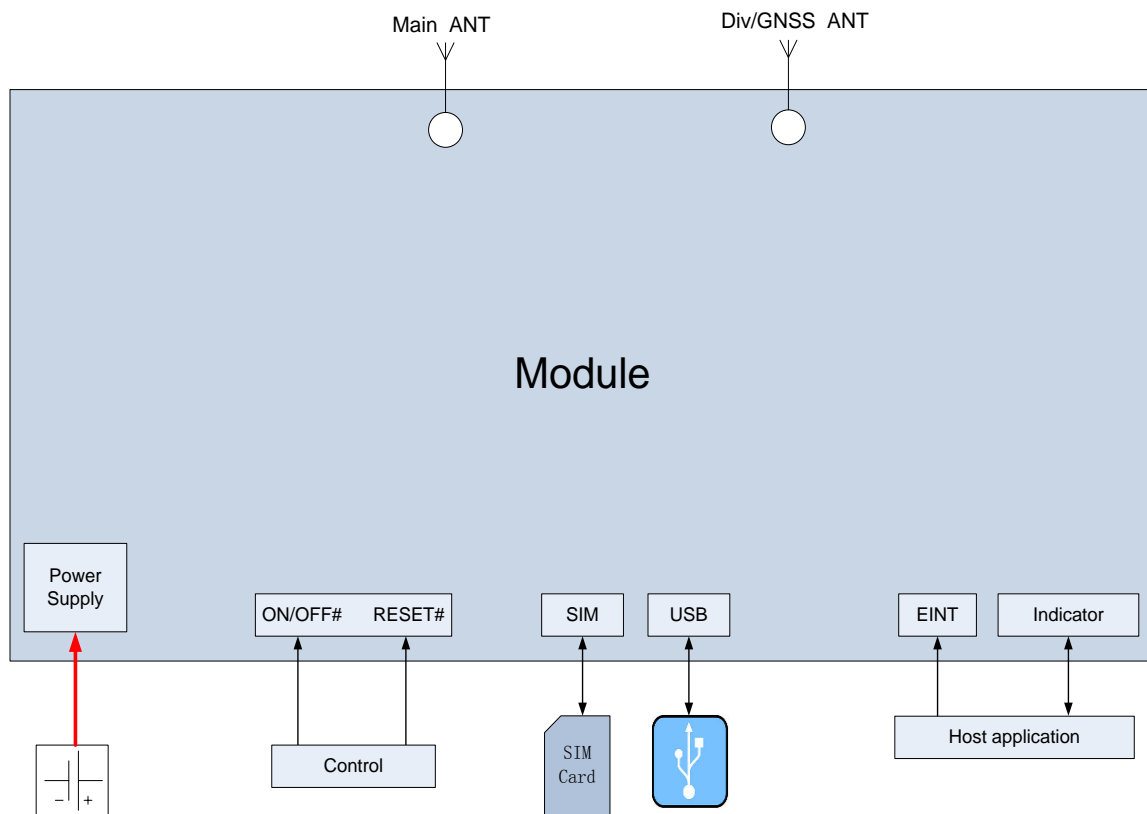 Main ANT
Div/GNSS ANT
Module
Power
Supply
ON/OFF# RESET#
SIM
USB
EINT
Indicator
SIM
Card
Control
Host application
− +